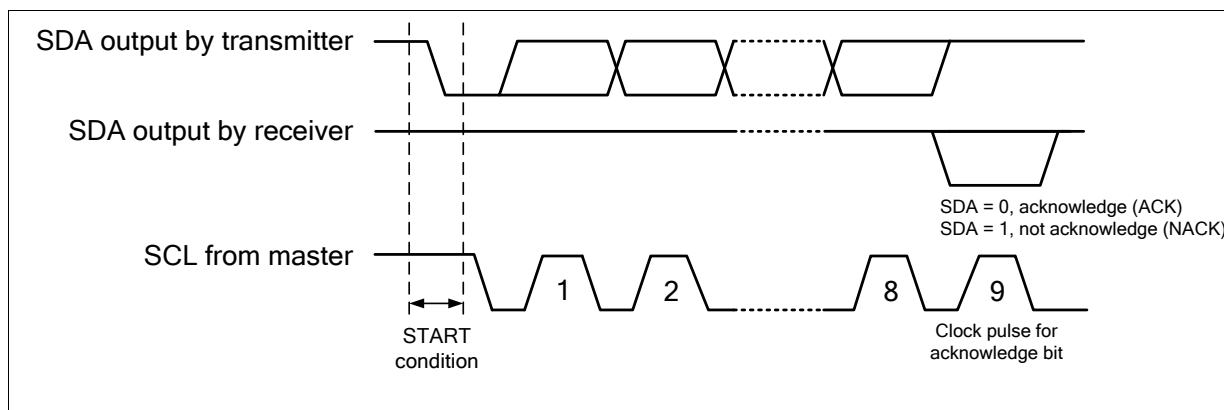 SDA output by transmitter
SDA output by receiver
SDA = 0, acknowledge (ACK)
SDA = 1, not acknowledge (NACK)
SCL from master
1 2 8 9
START
condition
Clock pulse for
acknowledge bit